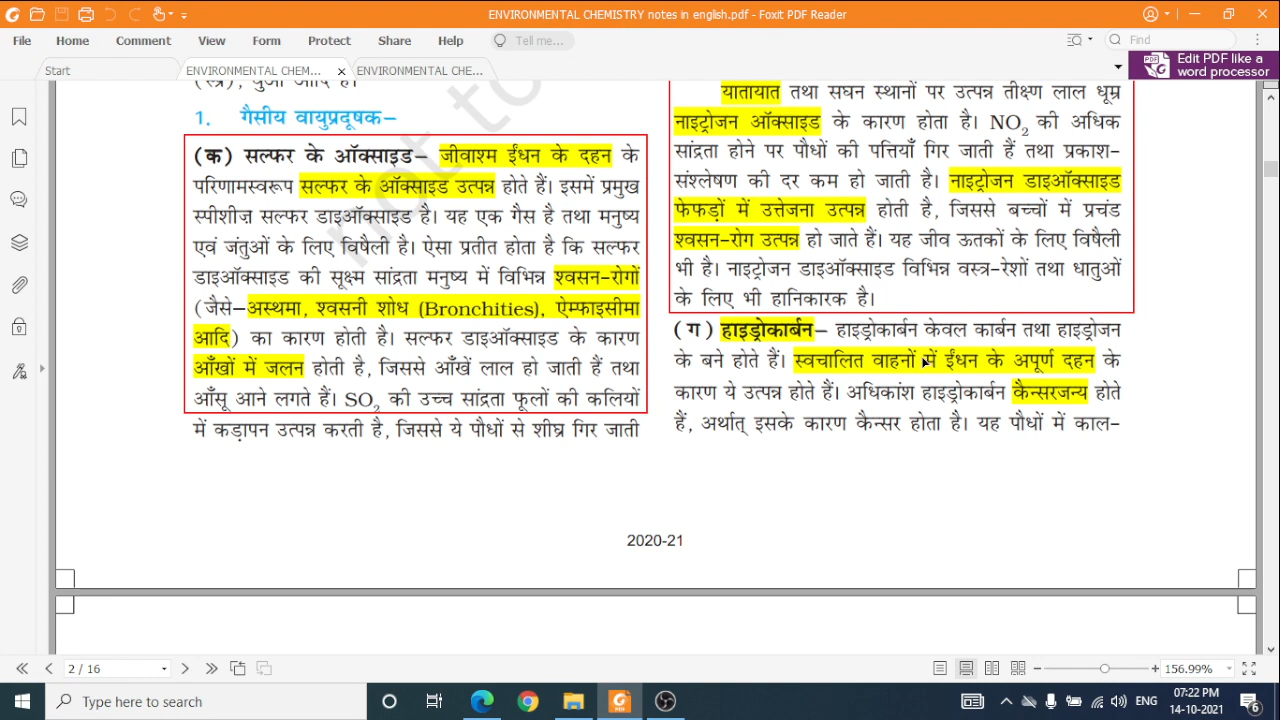 ENVIRONMENTAL CHEMISTRY notes in english.pdf - Foxit PDF Reader
File Home Comment View Form Protect Share Help Tell me... Find
Start ENVIRONMENTAL CHEM... ENVIRONMENTAL CHE...
Edit PDF like a
word processor
1. गैसीय वायुप्रदूषक–
(क) सल्फर के ऑक्साइड– जीवाश्म ईंधन के दहन के
परिणामस्वरूप सल्फर के ऑक्साइड उत्पन्न होते हैं। इसमें प्रमुख
स्पीशीज़ सल्फर डाइऑक्साइड है। यह एक गैस है तथा मनुष्य
एवं जंतुओं के लिए विषैली है। ऐसा प्रतीत होता है कि सल्फर
डाइऑक्साइड की सूक्ष्म सांद्रता मनुष्य में विभिन्न श्वसन-रोगों
(जैसे–अस्थमा, श्वसनी शोध (Bronchities), ऐम्फाइसीमा
आदि) का कारण होती है। सल्फर डाइऑक्साइड के कारण
आँखों में जलन होती है, जिससे आँखें लाल हो जाती हैं तथा
आँसू आने लगते हैं। SO₂ की उच्च सांद्रता फूलों की कलियों
में कड़ापन उत्पन्न करती है, जिससे ये पौधों से शीघ्र गिर जाती
यातायात तथा सघन स्थानों पर उत्पन्न तीक्ष्ण लाल धूम्र
नाइट्रोजन ऑक्साइड के कारण होता है। NO₂ की अधिक
सांद्रता होने पर पौधों की पत्तियाँ गिर जाती हैं तथा प्रकाश-
संश्लेषण की दर कम हो जाती है। नाइट्रोजन डाइऑक्साइड
फेफड़ों में उत्तेजना उत्पन्न होती है, जिससे बच्चों में प्रचंड
श्वसन-रोग उत्पन्न हो जाते हैं। यह जीव ऊतकों के लिए विषैली
भी है। नाइट्रोजन डाइऑक्साइड विभिन्न वस्त्र-रेशों तथा धातुओं
के लिए भी हानिकारक है।
(ग) हाइड्रोकार्बन– हाइड्रोकार्बन केवल कार्बन तथा हाइड्रोजन
के बने होते हैं। स्वचालित वाहनों में ईंधन के अपूर्ण दहन के
कारण ये उत्पन्न होते हैं। अधिकांश हाइड्रोकार्बन कैन्सरजन्य होते
हैं, अर्थात् इसके कारण कैन्सर होता है। यह पौधों में काल-
not to
2020-21
2 / 16 156.99%
Type here to search
ENG
07:22 PM
14-10-2021
6